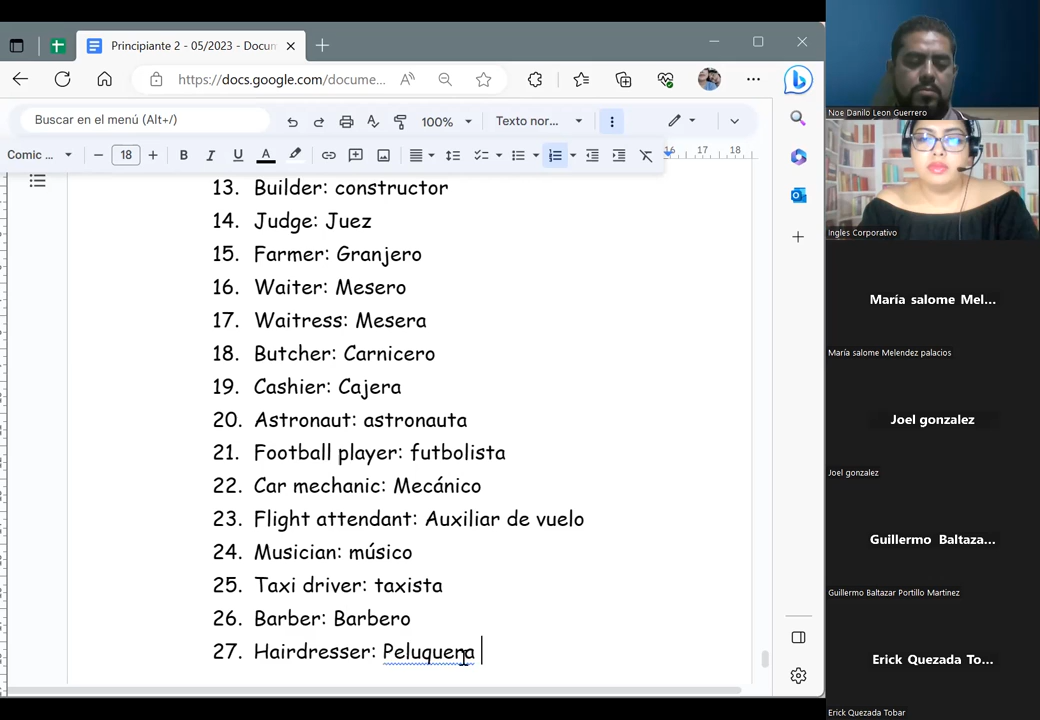 Principiante 2 - 05/2023 - Docum
https://docs.google.com/docume...
Buscar en el menú (Alt+/)
100%
Texto nor...
Comic ...
18
16 17 18
13. Builder: constructor
14. Judge: Juez
15. Farmer: Granjero
16. Waiter: Mesero
17. Waitress: Mesera
18. Butcher: Carnicero
19. Cashier: Cajera
20. Astronaut: astronauta
21. Football player: futbolista
22. Car mechanic: Mecánico
23. Flight attendant: Auxiliar de vuelo
24. Musician: músico
25. Taxi driver: taxista
26. Barber: Barbero
27. Hairdresser: Peluquera
Noe Danilo Leon Guerrero
Ingles Corporativo
María salome Mel...
María salome Melendez palacios
Joel gonzalez
Joel gonzalez
Guillermo Baltaza...
Guillermo Baltazar Portillo Martinez
Erick Quezada To...
Erick Quezada Tobar